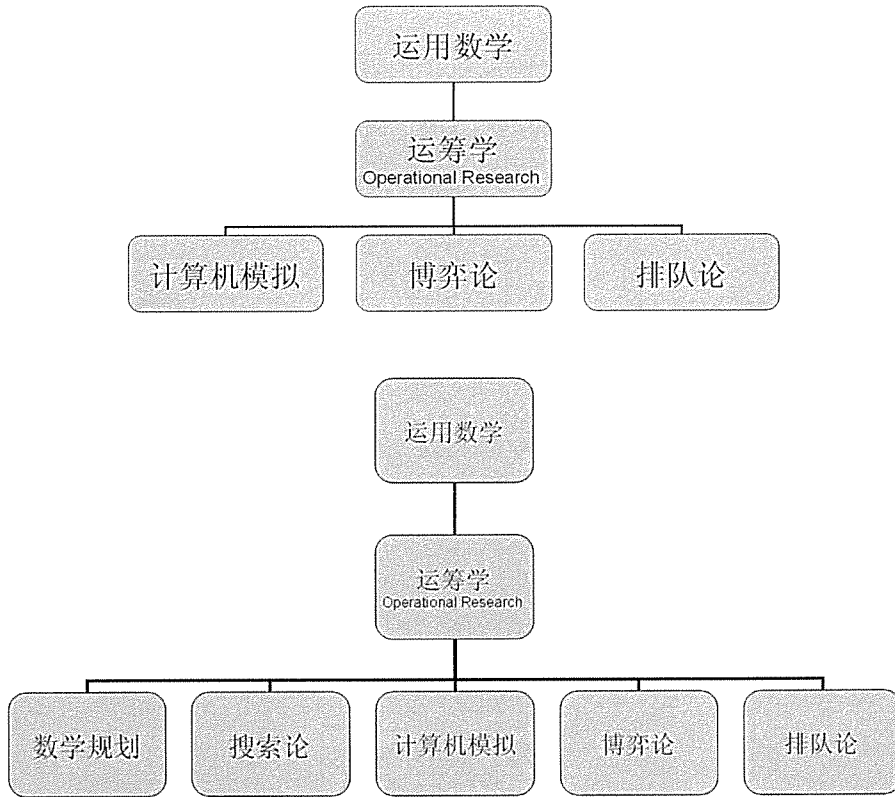 运用数学
运筹学
Operational Research
计算机模拟
博弈论
排队论
运用数学
运筹学
Operational Research
数学规划
搜索论
计算机模拟
博弈论
排队论